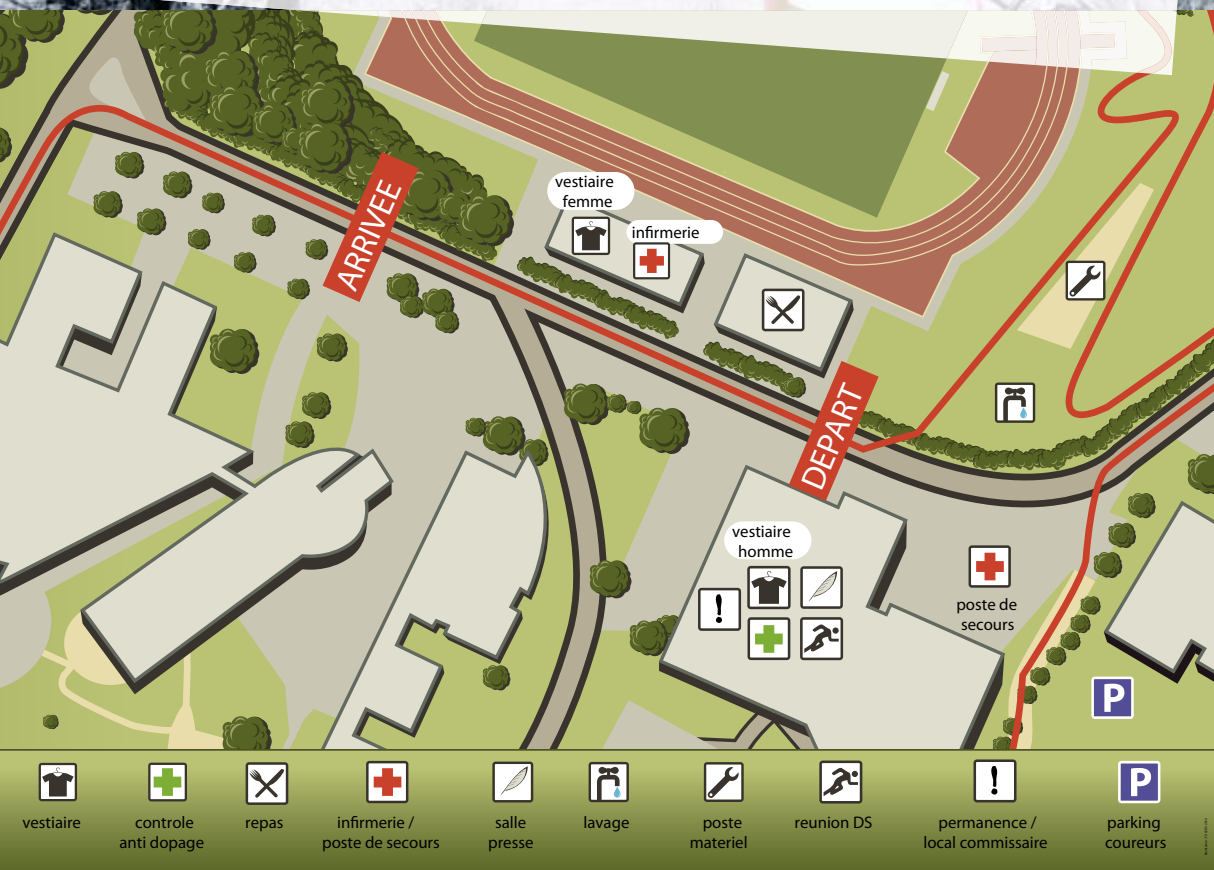 vestiaire
femme
infirmerie
ARRIVEE
DEPART
vestiaire
homme
!
poste de
secours
P
!
P
vestiaire
controle
anti dopage
repas
infirmerie /
poste de secours
salle
presse
lavage
poste
materiel
reunion DS
permanence /
local commissaire
parking
coureurs